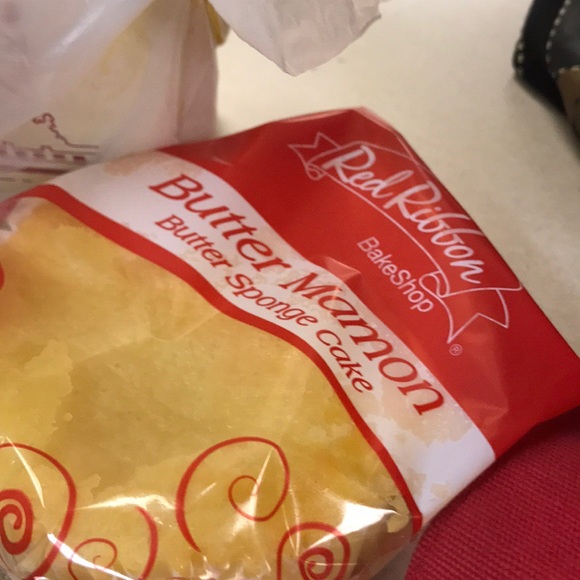 Red Ribbon
BakeShop
®
Butter Mamon
Butter Sponge Cake